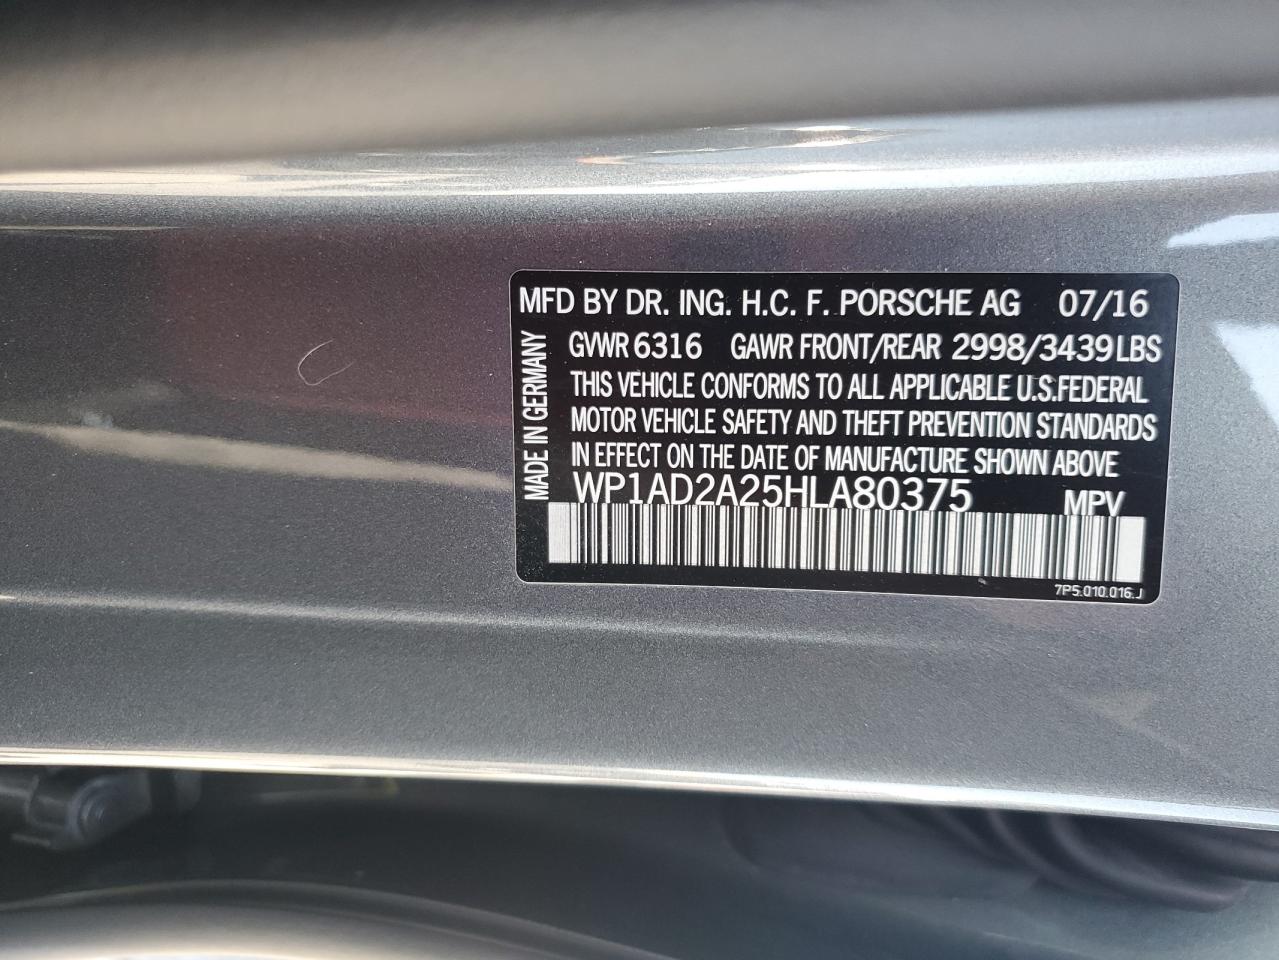 MFD BY DR. ING. H.C. F. PORSCHE AG 07/16
GVWR 6316 GAWR FRONT/REAR 2998/3439 LBS
THIS VEHICLE CONFORMS TO ALL APPLICABLE U.S.FEDERAL
MOTOR VEHICLE SAFETY AND THEFT PREVENTION STANDARDS
IN EFFECT ON THE DATE OF MANUFACTURE SHOWN ABOVE
WP1AD2A25HLA80375 MPV
MADE IN GERMANY
7P5.010.016.J